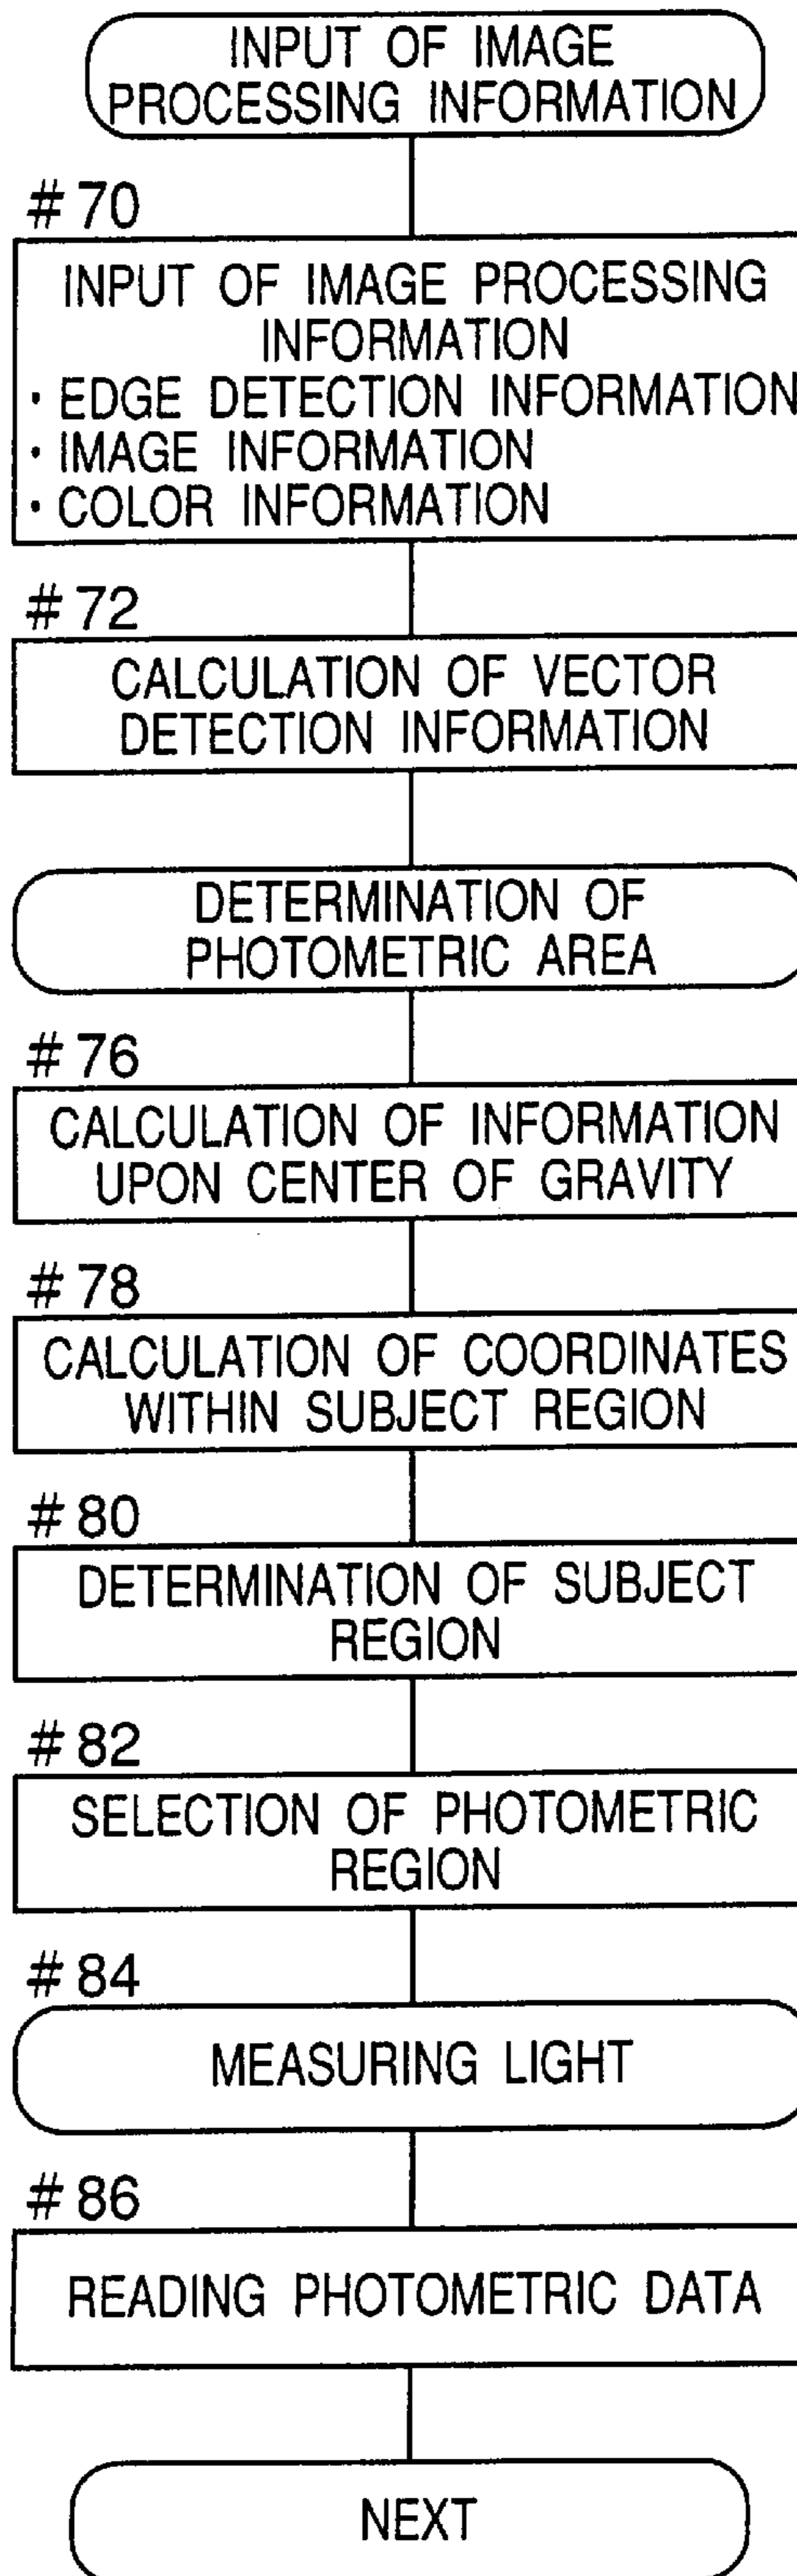 INPUT OF IMAGE
PROCESSING INFORMATION
#70
INPUT OF IMAGE PROCESSING
INFORMATION
· EDGE DETECTION INFORMATION
· IMAGE INFORMATION
· COLOR INFORMATION
#72
CALCULATION OF VECTOR
DETECTION INFORMATION
DETERMINATION OF
PHOTOMETRIC AREA
#76
CALCULATION OF INFORMATION
UPON CENTER OF GRAVITY
#78
CALCULATION OF COORDINATES
WITHIN SUBJECT REGION
#80
DETERMINATION OF SUBJECT
REGION
#82
SELECTION OF PHOTOMETRIC
REGION
#84
MEASURING LIGHT
#86
READING PHOTOMETRIC DATA
NEXT